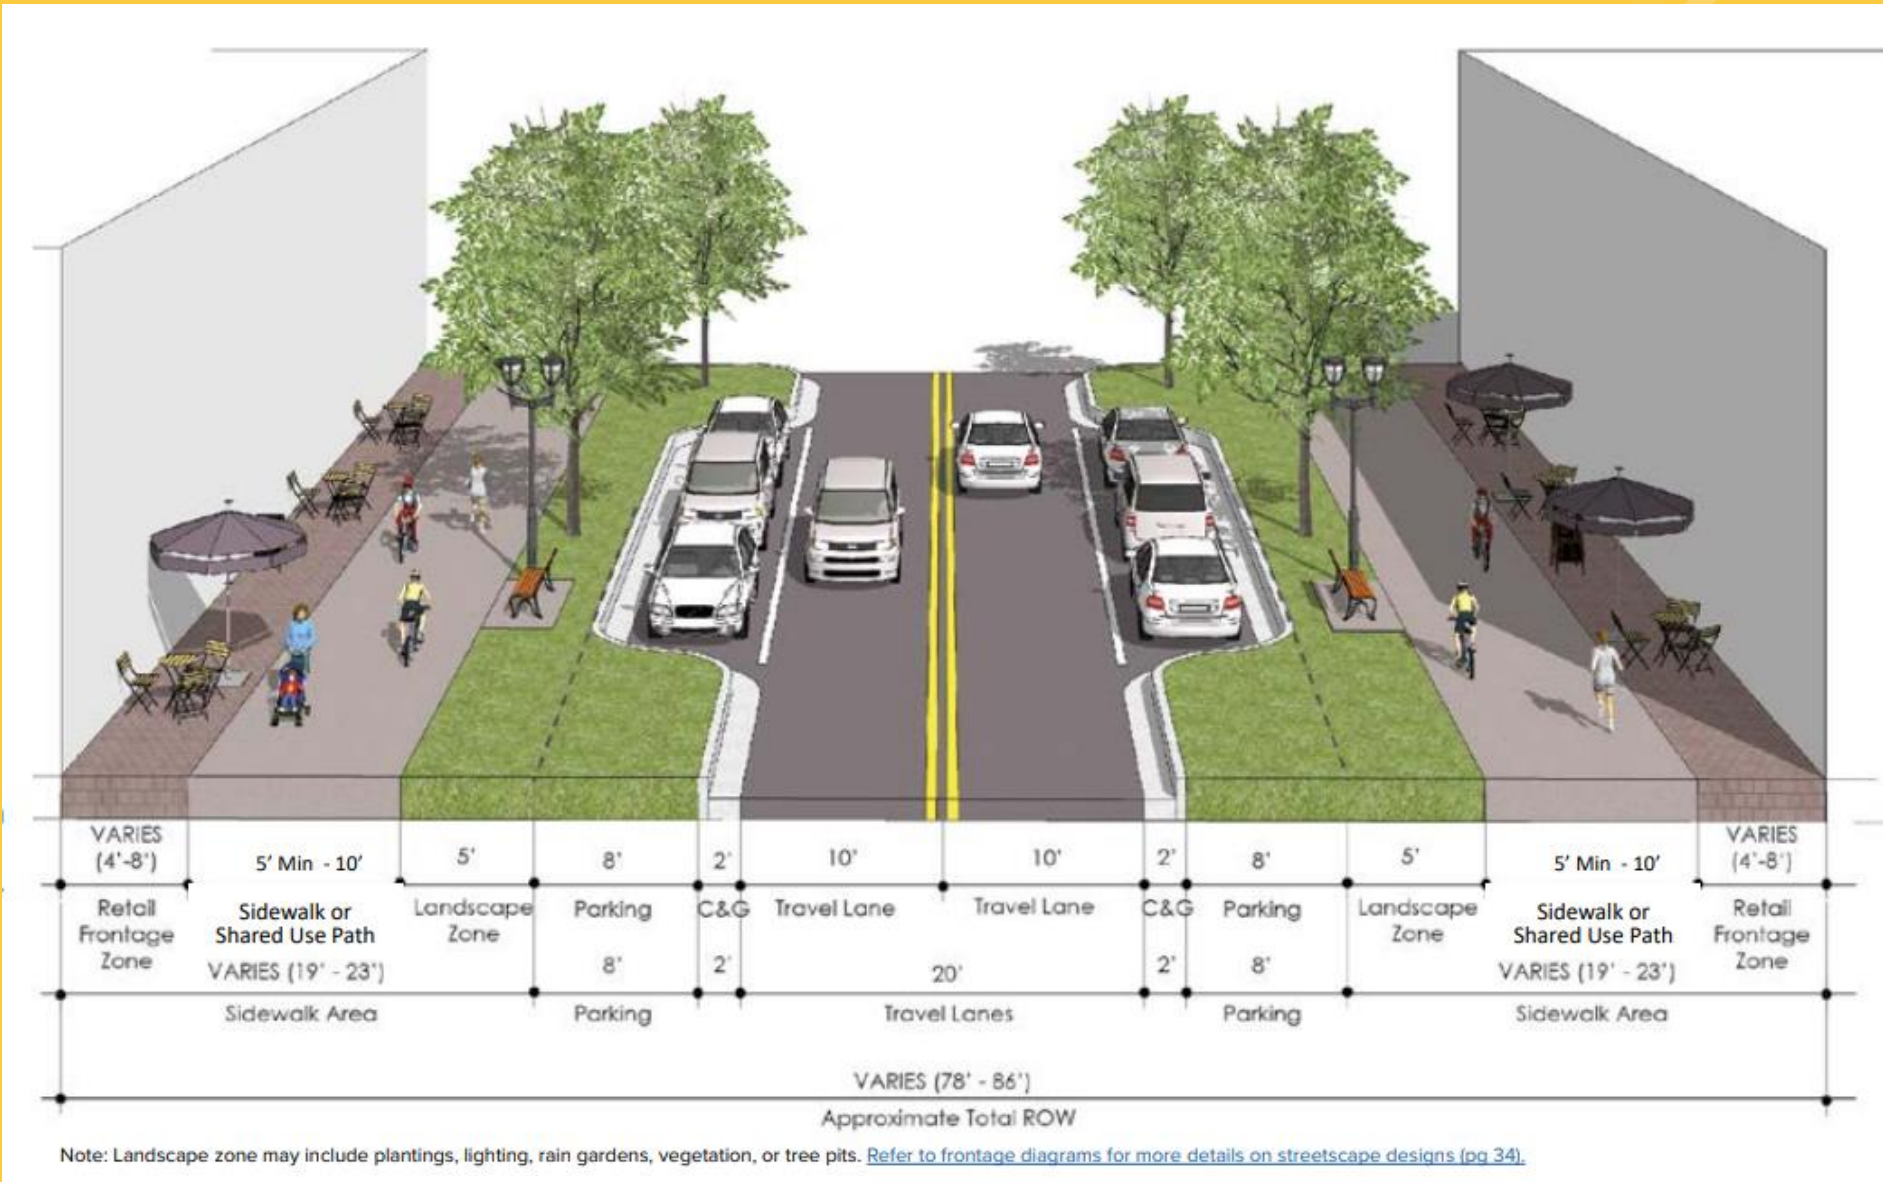 VARIES VARIES
(4'-8') 5' Min - 10' 5' 8' 2' 10' 10' 2' 8' 5' 5' Min - 10' (4'-8')
Retail Sidewalk or Landscape Parking C&G Travel Lane Travel Lane C&G Parking Landscape Sidewalk or Retail
Frontage Shared Use Path Zone Zone Shared Use Path Frontage
Zone VARIES (19' - 23') 8' 2' 20' 2' 8' VARIES (19' - 23') Zone
Sidewalk Area Parking Travel Lanes Parking Sidewalk Area
VARIES (78' - 86')
Approximate Total ROW
Note: Landscape zone may include plantings, lighting, rain gardens, vegetation, or tree pits. Refer to frontage diagrams for more details on streetscape designs (pg 34).